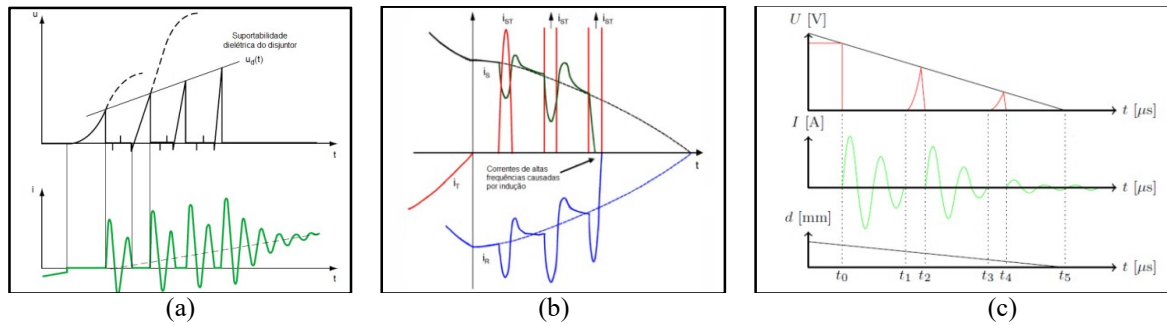 u
Suportabilidade
dielétrica do disjuntor
u_d(t)
t
i
t
(a)
i_ST
i_ST
i_ST
i_S
t
Correntes de altas
frequências causadas
por indução
i_T
i_R
(b)
U [V]
t [μs]
I [A]
t [μs]
d [mm]
t [μs]
t_0 t_1 t_2 t_3 t_4 t_5
(c)